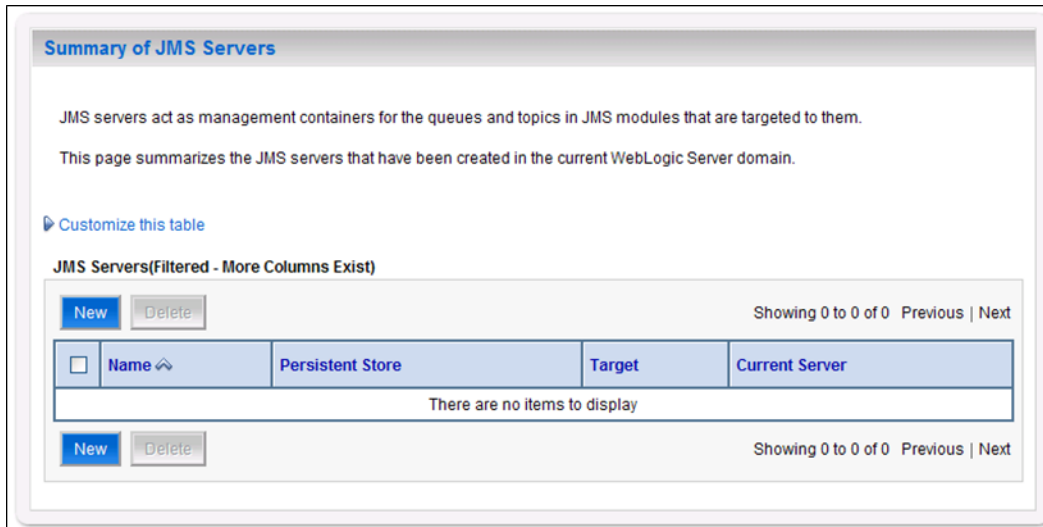 Summary of JMS Servers
JMS servers act as management containers for the queues and topics in JMS modules that are targeted to them.
This page summarizes the JMS servers that have been created in the current WebLogic Server domain.
Customize this table
JMS Servers(Filtered - More Columns Exist)
New Delete Showing 0 to 0 of 0 Previous | Next
Name Persistent Store Target Current Server
There are no items to display
New Delete Showing 0 to 0 of 0 Previous | Next